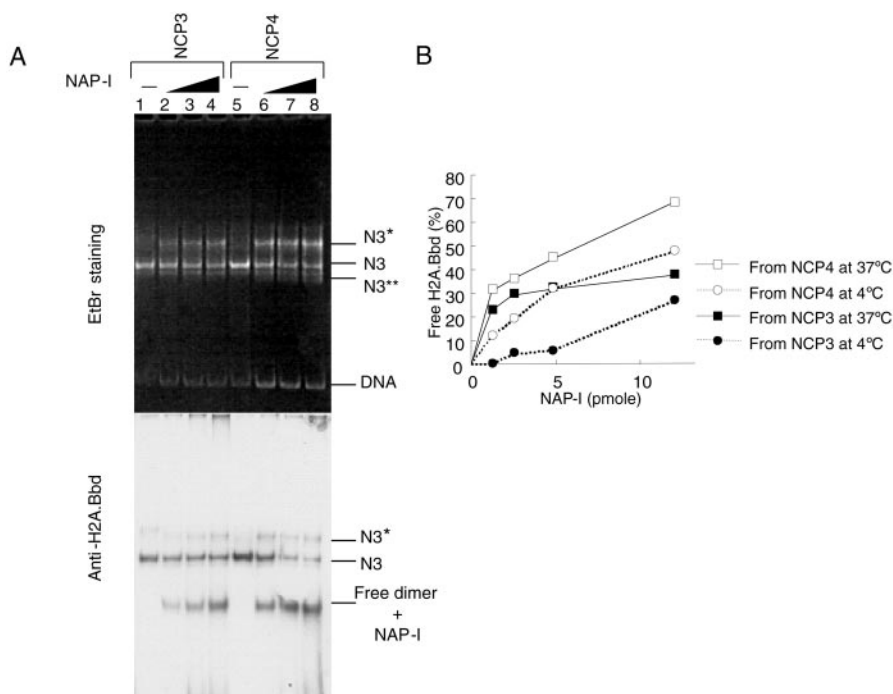 A
NCP3
NCP4
NAP-I
—
—
1 2 3 4 5 6 7 8
EtBr staining
N3*
N3
N3**
DNA
Anti-H2A.Bbd
N3*
N3
Free dimer
+
NAP-I
B
Free H2A.Bbd (%)
80
70
60
50
40
30
20
10
0
0 5 10
NAP-I (pmole)
From NCP4 at 37ºC
From NCP4 at 4ºC
From NCP3 at 37ºC
From NCP3 at 4ºC